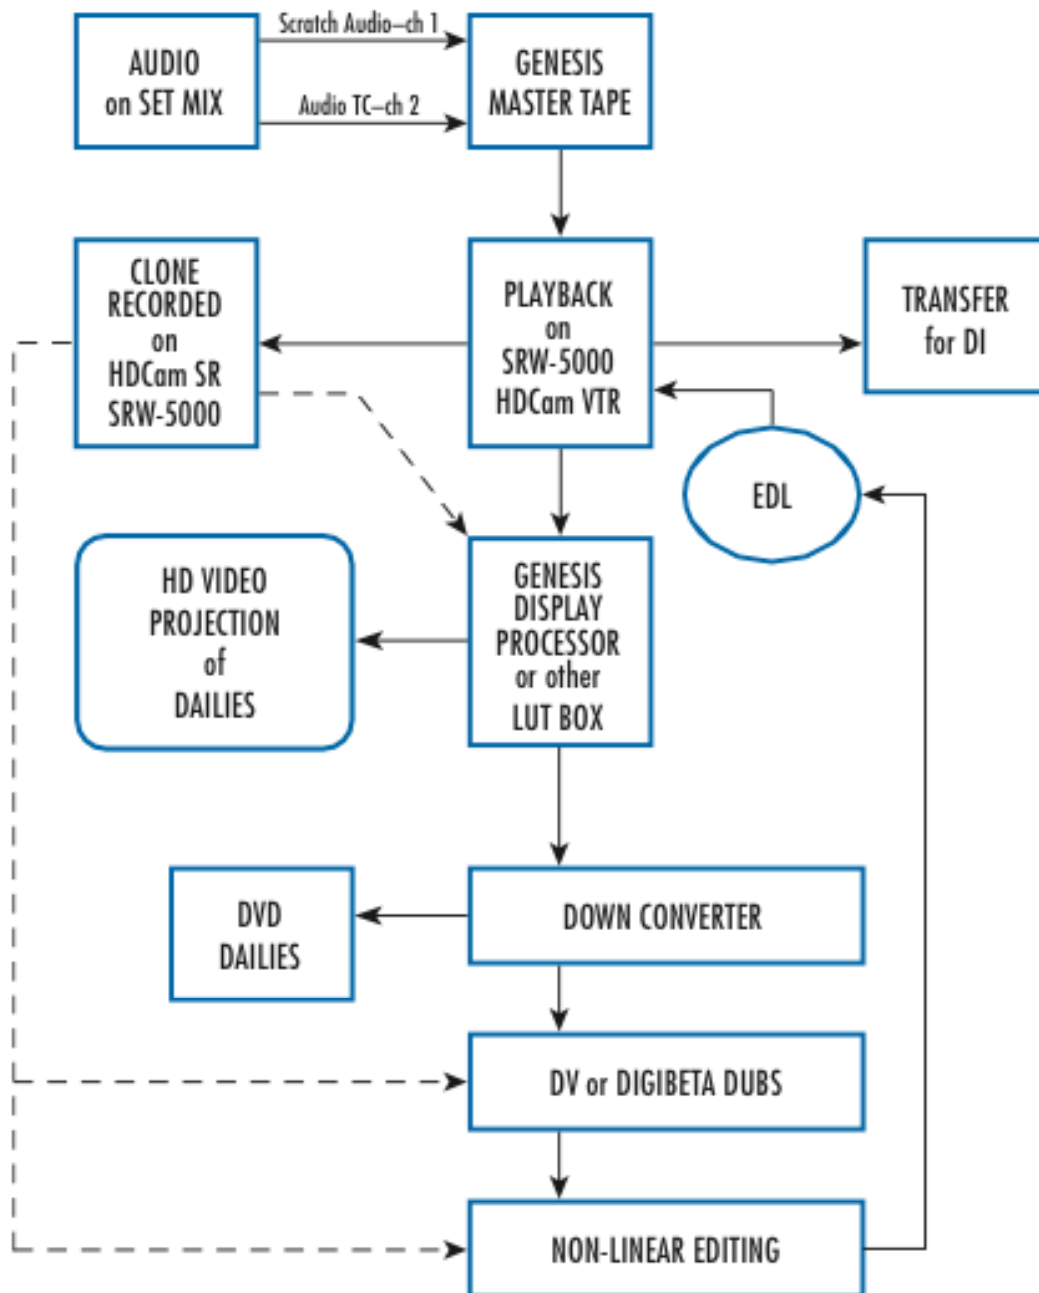 AUDIO
on SET MIX
Scratch Audio–ch 1
Audio TC–ch 2
GENESIS
MASTER TAPE
CLONE
RECORDED
on
HDCam SR
SRW-5000
PLAYBACK
on
SRW-5000
HDCam VTR
TRANSFER
for DI
EDL
HD VIDEO
PROJECTION
of
DAILIES
GENESIS
DISPLAY
PROCESSOR
or other
LUT BOX
DVD
DAILIES
DOWN CONVERTER
DV or DIGIBETA DUBS
NON-LINEAR EDITING